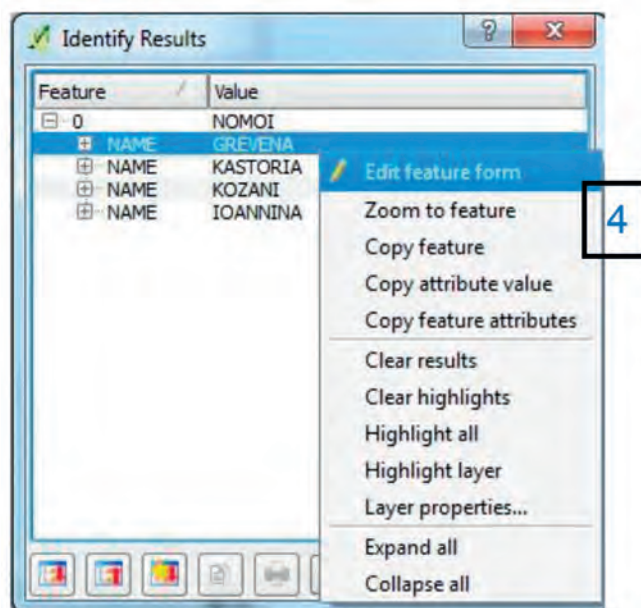 Identify Results
Feature Value
0 NOMOI
NAME GREVENA
NAME KASTORIA
NAME KOZANI
NAME IOANNINA
Edit feature form
Zoom to feature
Copy feature
Copy attribute value
Copy feature attributes
Clear results
Clear highlights
Highlight all
Highlight layer
Layer properties...
Expand all
Collapse all
4